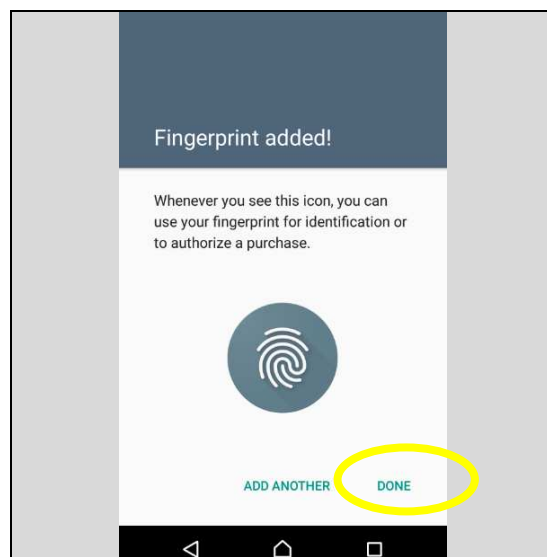 Fingerprint added!
Whenever you see this icon, you can
use your fingerprint for identification or
to authorize a purchase.
ADD ANOTHER DONE